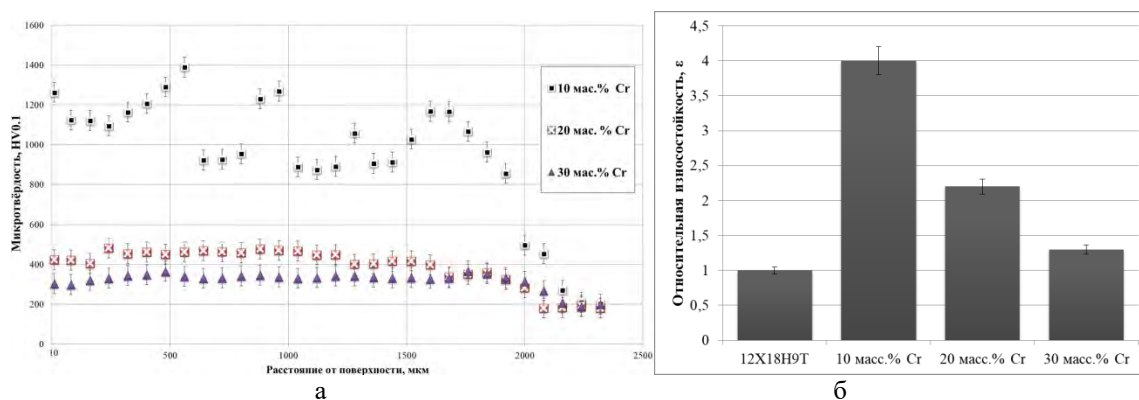 1600
1400
1200
1000
800
600
400
200
0
Микротвёрдость, HV0.1
10
500
1000
1500
2000
2500
Расстояние от поверхности, мкм
10 мас.% Cr
20 мас. % Cr
30 мас.% Cr
а
4,5
4
3,5
3
2,5
2
1,5
1
0,5
0
Относительная износостойкость, ε
12Х18Н9Т
10 масс.% Cr
20 масс.% Cr
30 масс.% Cr
б